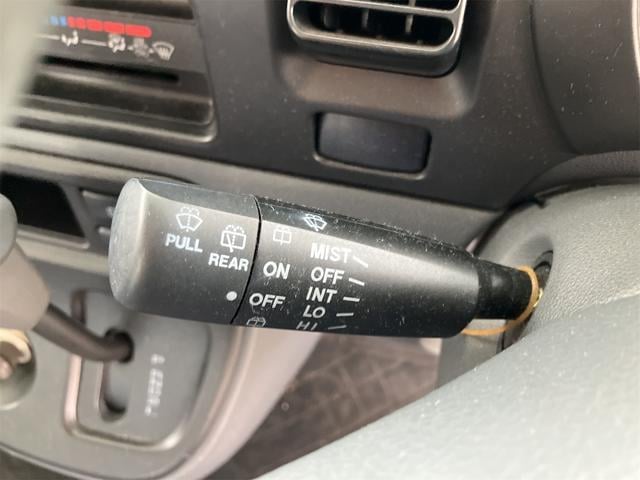 PULL
REAR
ON
OFF
MIST
OFF
INT
LO
HI